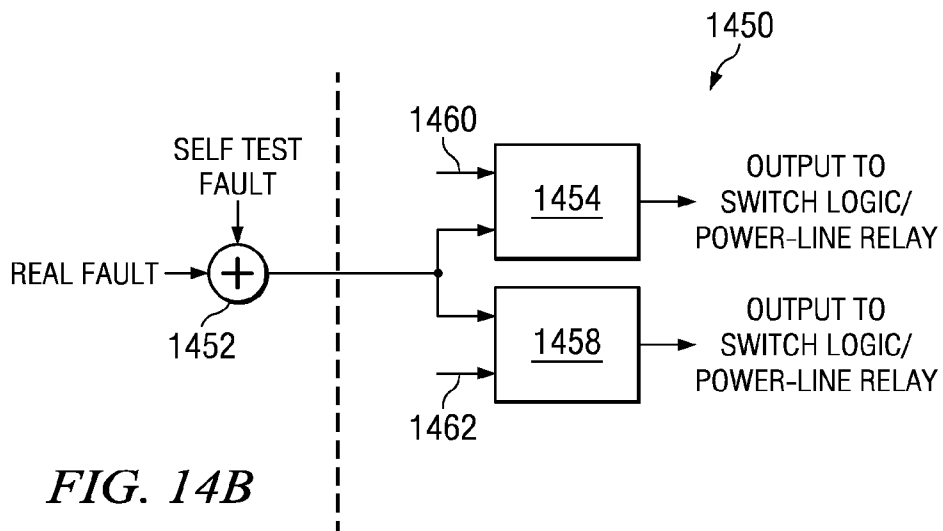 1450
1460
SELF TEST
FAULT
REAL FAULT
+
1452
1454
OUTPUT TO
SWITCH LOGIC/
POWER-LINE RELAY
1458
OUTPUT TO
SWITCH LOGIC/
POWER-LINE RELAY
1462
FIG. 14B